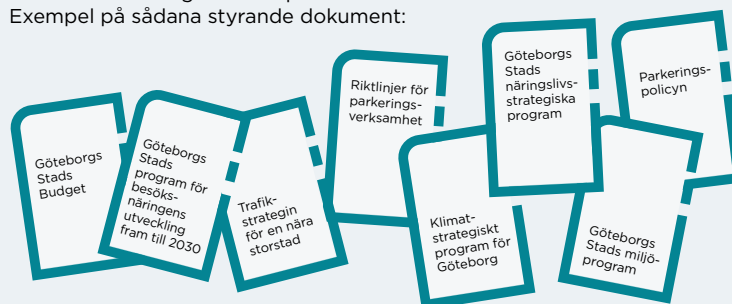 Exempel på sådana styrande dokument:
Göteborgs
Stads
Budget
Göteborgs
Stads
program för
besöks-
näringens
utveckling
fram till 2030
Trafik-
strategin
för en nära
storstad
Riktlinjer för
parkerings-
verksamhet
Klimat-
strategiskt
program för
Göteborg
Göteborgs
Stads
näringslivs-
strategiska
program
Göteborgs
Stads miljö-
program
Parkerings-
policyn